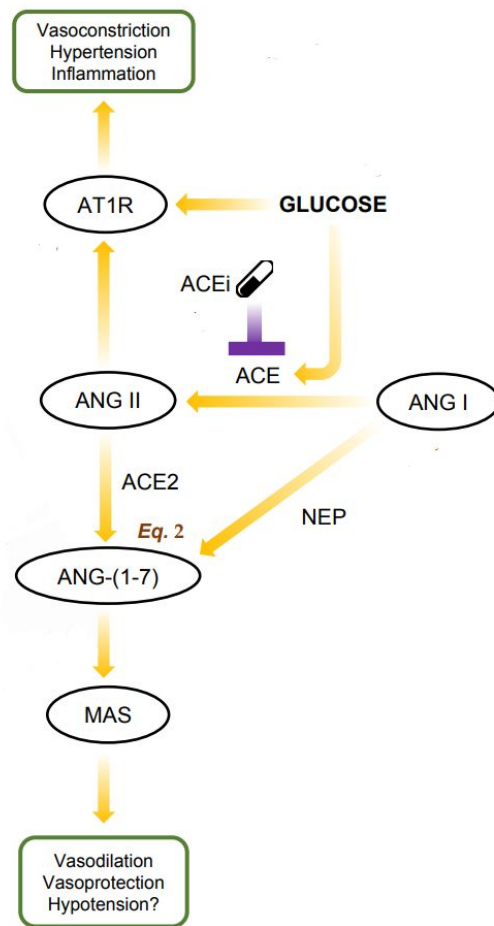 Vasoconstriction
Hypertension
Inflammation
AT1R
GLUCOSE
ACEi
ACE
ANG II
ANG I
ACE2
NEP
Eq. 2
ANG-(1-7)
MAS
Vasodilation
Vasoprotection
Hypotension?